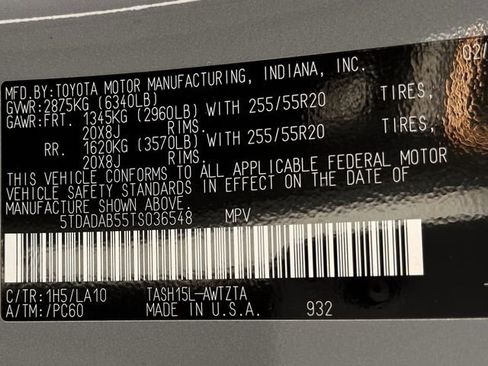 MFD.BY:TOYOTA MOTOR MANUFACTURING, INDIANA, INC. 02/
GVWR:2875KG (6340LB)
GAWR:FRT. 1345KG (2960LB) WITH 255/55R20 TIRES,
20X8J RIMS.
RR. 1620KG (3570LB) WITH 255/55R20 TIRES,
20X8J RIMS.
THIS VEHICLE CONFORMS TO ALL APPLICABLE FEDERAL MOTOR
VEHICLE SAFETY STANDARDS IN EFFECT ON THE DATE OF
MANUFACTURE SHOWN ABOVE.
5TDADAB55TS036548 MPV
C/TR:1H5/LA10 TASH15L-AWTZTA
A/TM:/PC60 MADE IN U.S.A. 932